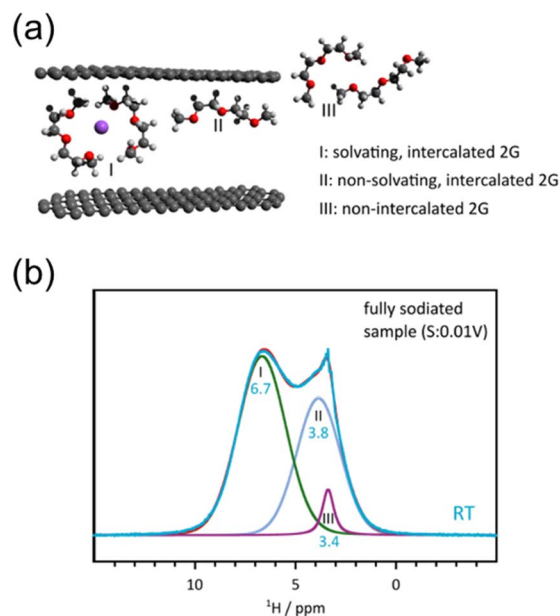 (a)
I
II
III
I: solvating, intercalated 2G
II: non-solvating, intercalated 2G
III: non-intercalated 2G
(b)
fully sodiated
sample (S:0.01V)
I
6.7
II
3.8
III
3.4
RT
10 5 0
¹H / ppm